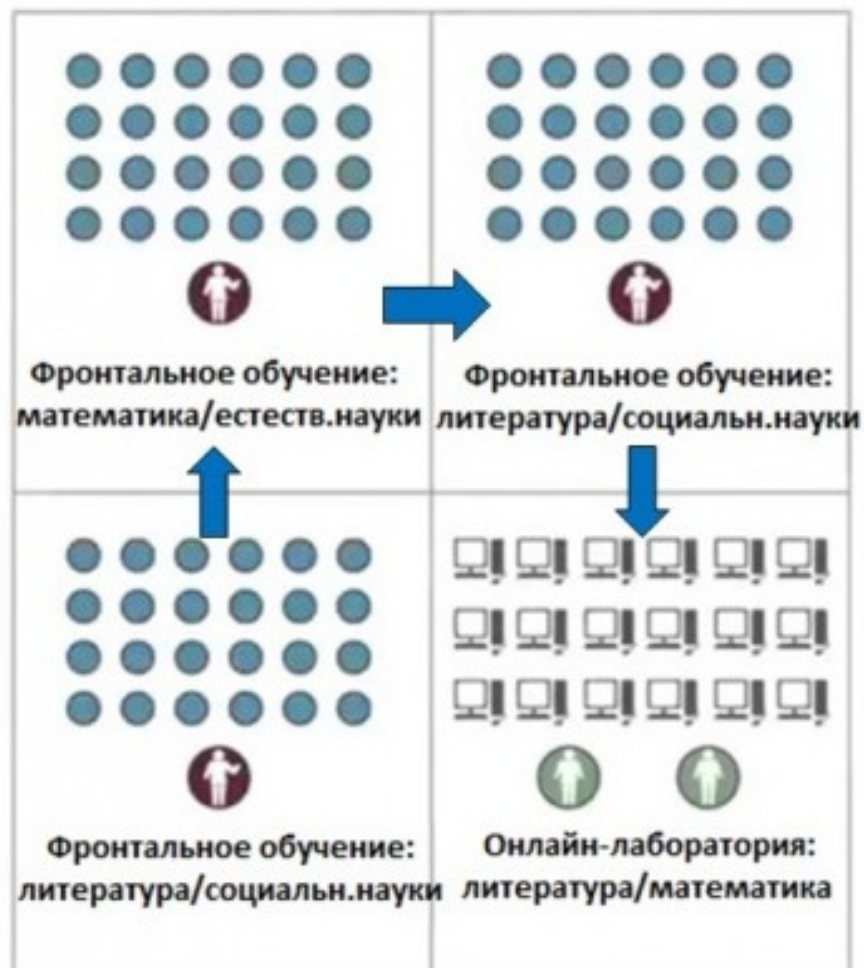 Фронтальное обучение:
математика/естеств.науки
Фронтальное обучение:
литература/социальн.науки
Фронтальное обучение:
литература/социальн.науки
Онлайн-лаборатория:
литература/математика